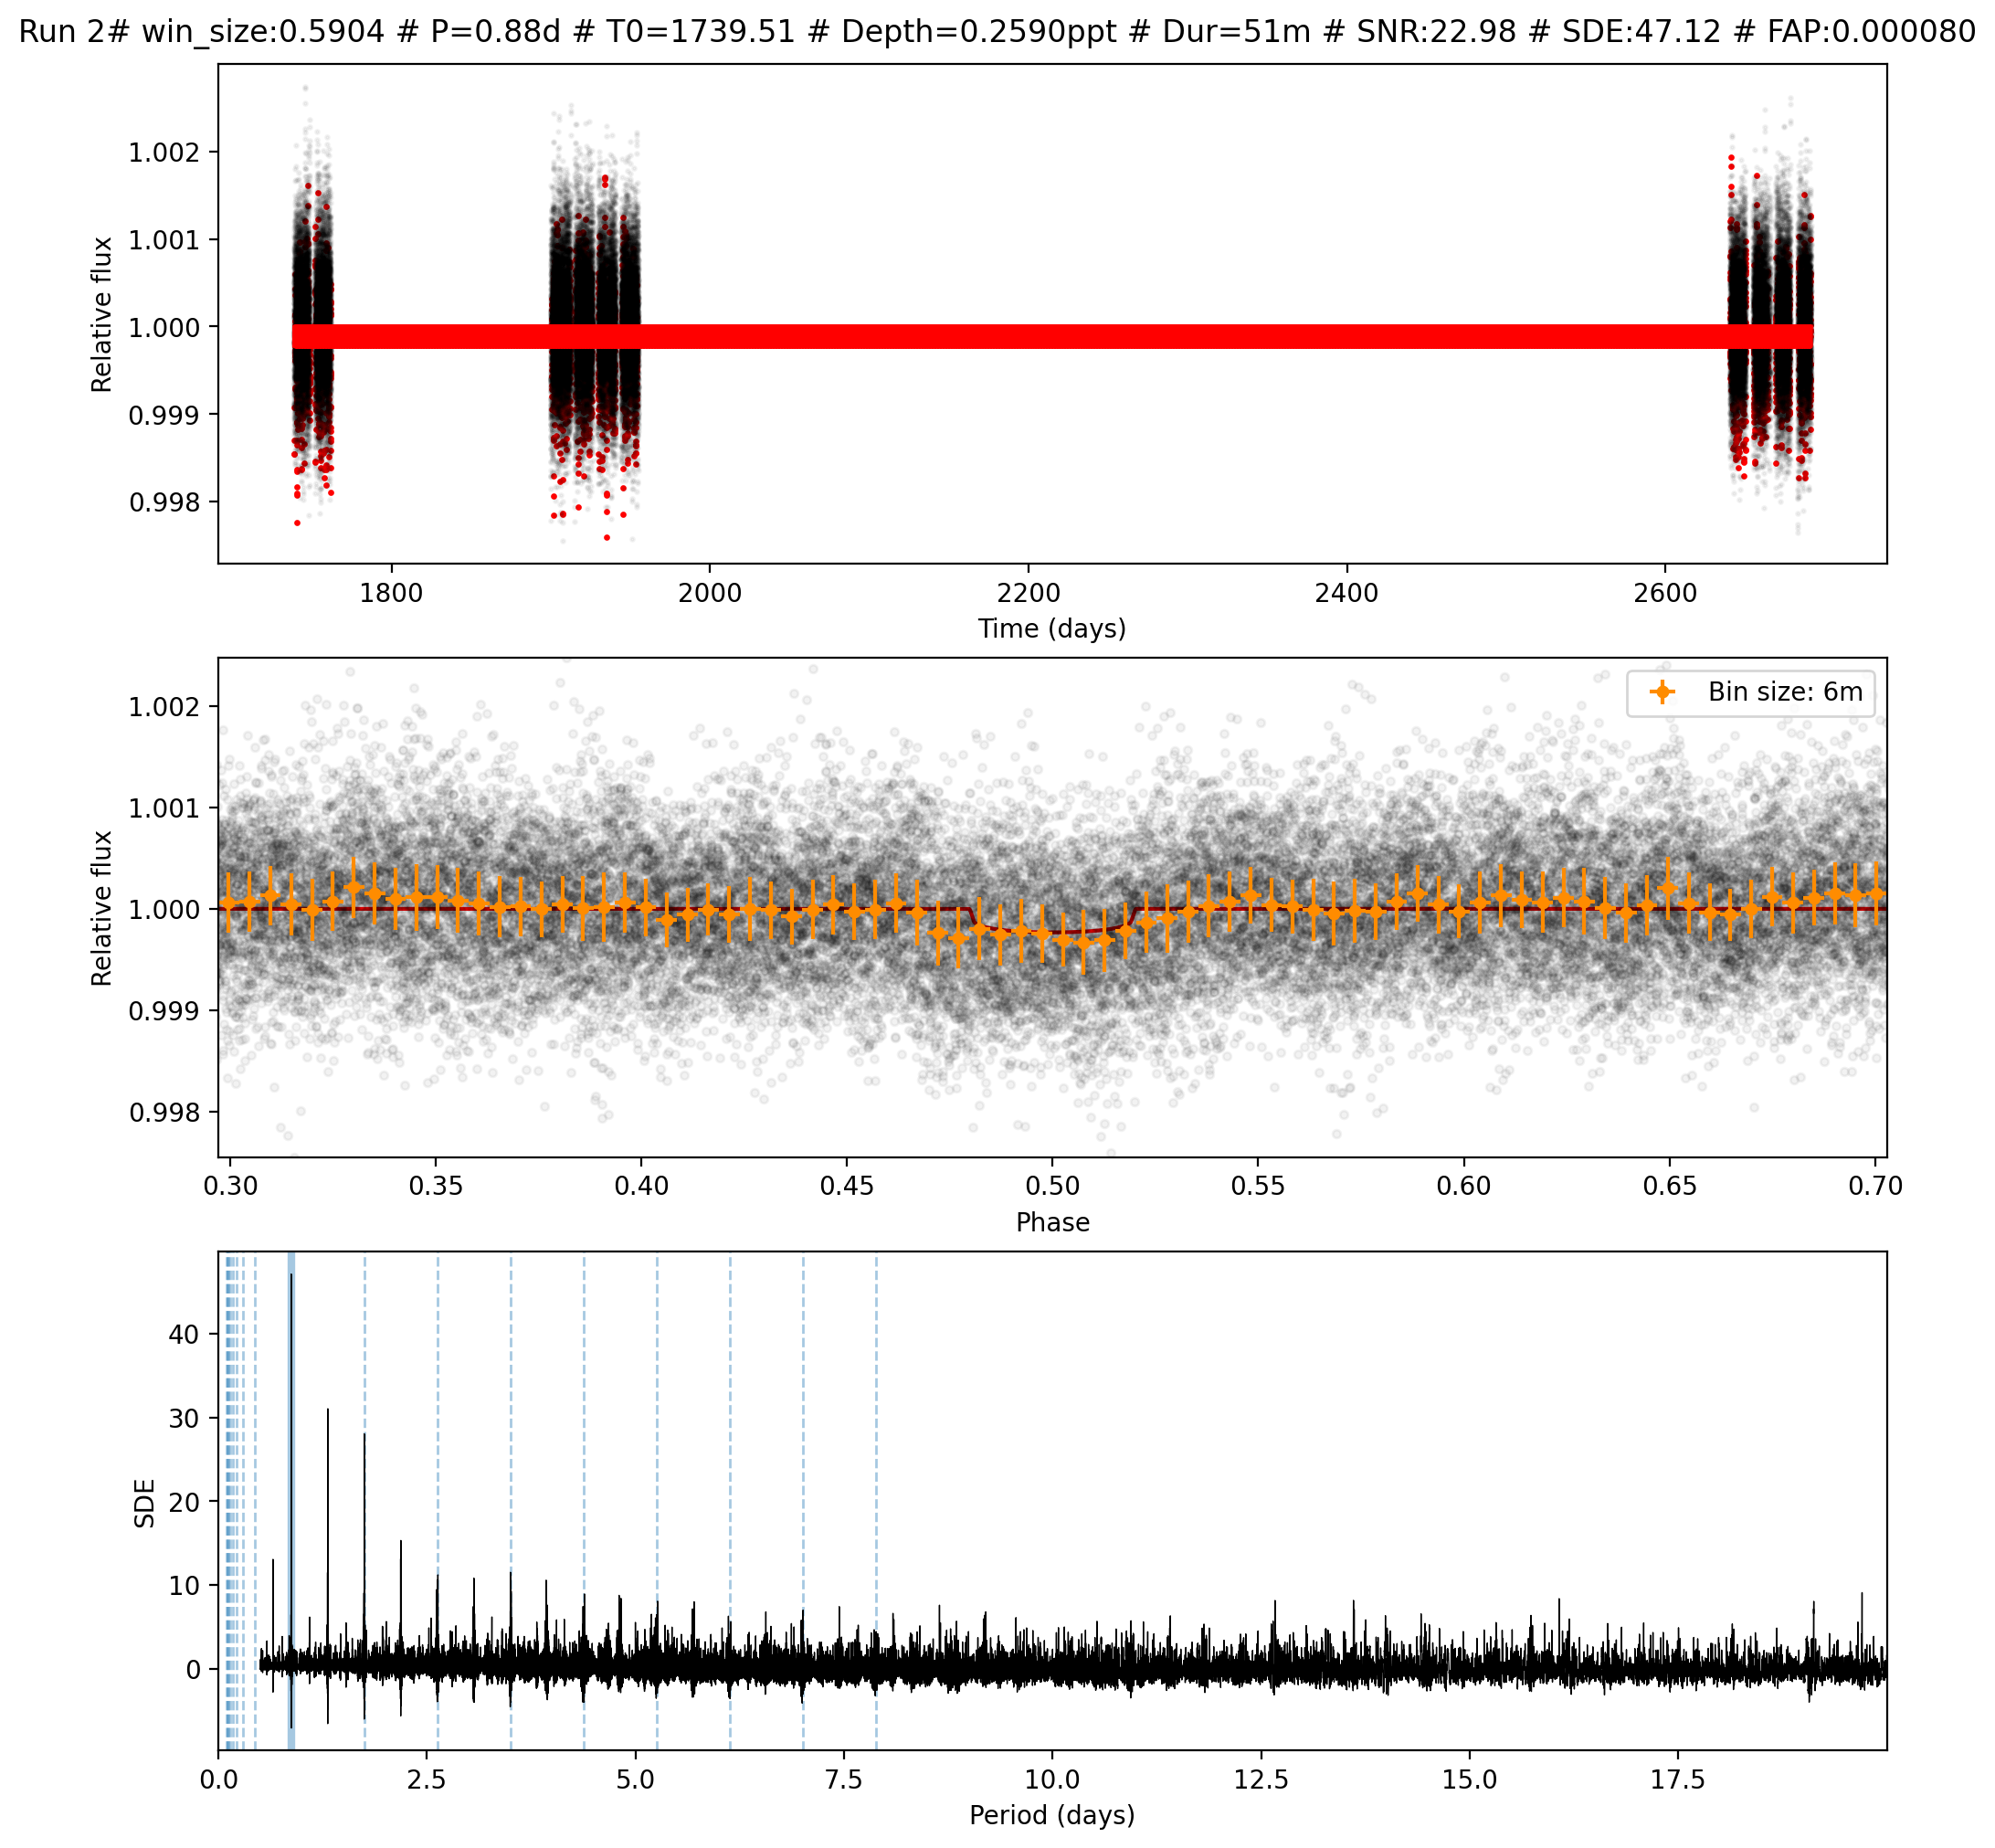 Run 2# win_size:0.5904 # P=0.88d # T0=1739.51 # Depth=0.2590ppt # Dur=51m # SNR:22.98 # SDE:47.12 # FAP:0.000080
Relative flux
1.002
1.001
1.000
0.999
0.998
1800 2000 2200 2400 2600
Time (days)
Bin size: 6m
Relative flux
1.002
1.001
1.000
0.999
0.998
0.30 0.35 0.40 0.45 0.50 0.55 0.60 0.65 0.70
Phase
SDE
40
30
20
10
0
0.0 2.5 5.0 7.5 10.0 12.5 15.0 17.5
Period (days)